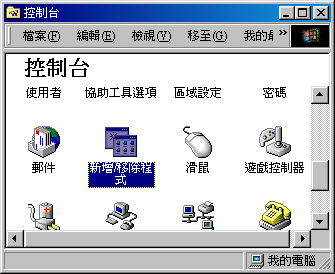 控制台
檔案(F) 編輯(E) 檢視(V) 移至(G) 我的 »
控制台
使用者 協助工具選項 區域設定 密碼
郵件 新增/移除程式 滑鼠 遊戲控制器
我的電腦